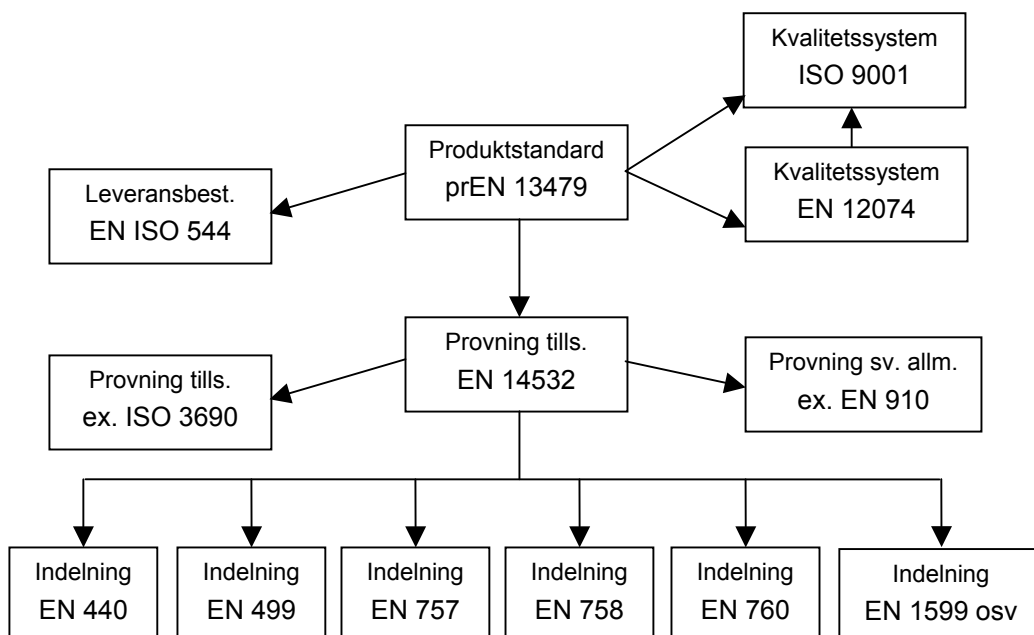 Kvalitetssystem
ISO 9001
Produktstandard
prEN 13479
Kvalitetssystem
EN 12074
Leveransbest.
EN ISO 544
Provning tills.
EN 14532
Provning tills.
ex. ISO 3690
Provning sv. allm.
ex. EN 910
Indelning
EN 440
Indelning
EN 499
Indelning
EN 757
Indelning
EN 758
Indelning
EN 760
Indelning
EN 1599 osv